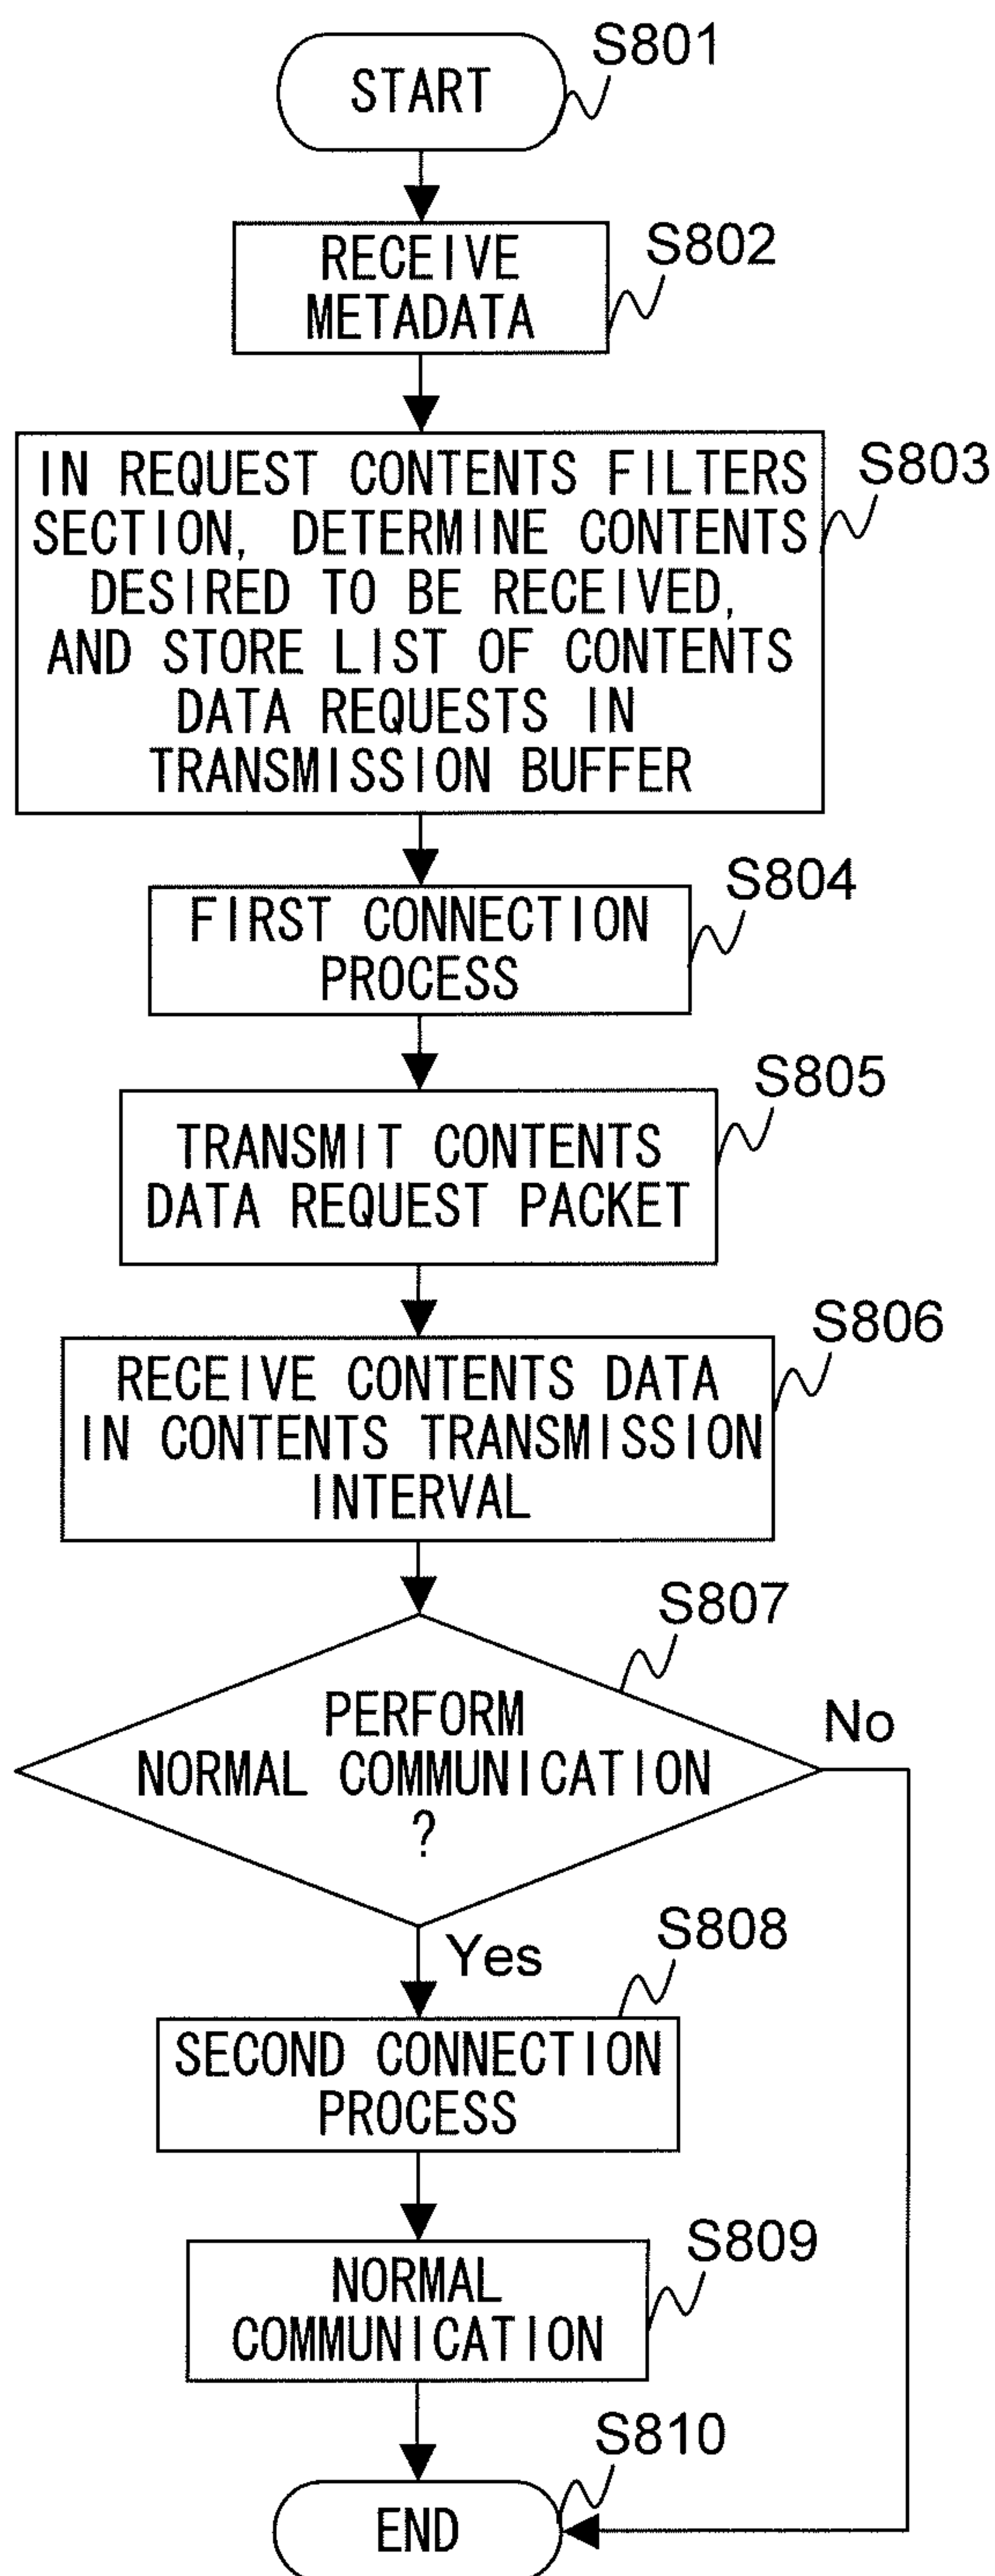 S801
START
S802
RECEIVE
METADATA
S803
IN REQUEST CONTENTS FILTERS
SECTION, DETERMINE CONTENTS
DESIRED TO BE RECEIVED,
AND STORE LIST OF CONTENTS
DATA REQUESTS IN
TRANSMISSION BUFFER
S804
FIRST CONNECTION
PROCESS
S805
TRANSMIT CONTENTS
DATA REQUEST PACKET
S806
RECEIVE CONTENTS DATA
IN CONTENTS TRANSMISSION
INTERVAL
S807
PERFORM
NORMAL COMMUNICATION
?
No
Yes
S808
SECOND CONNECTION
PROCESS
S809
NORMAL
COMMUNICATION
S810
END